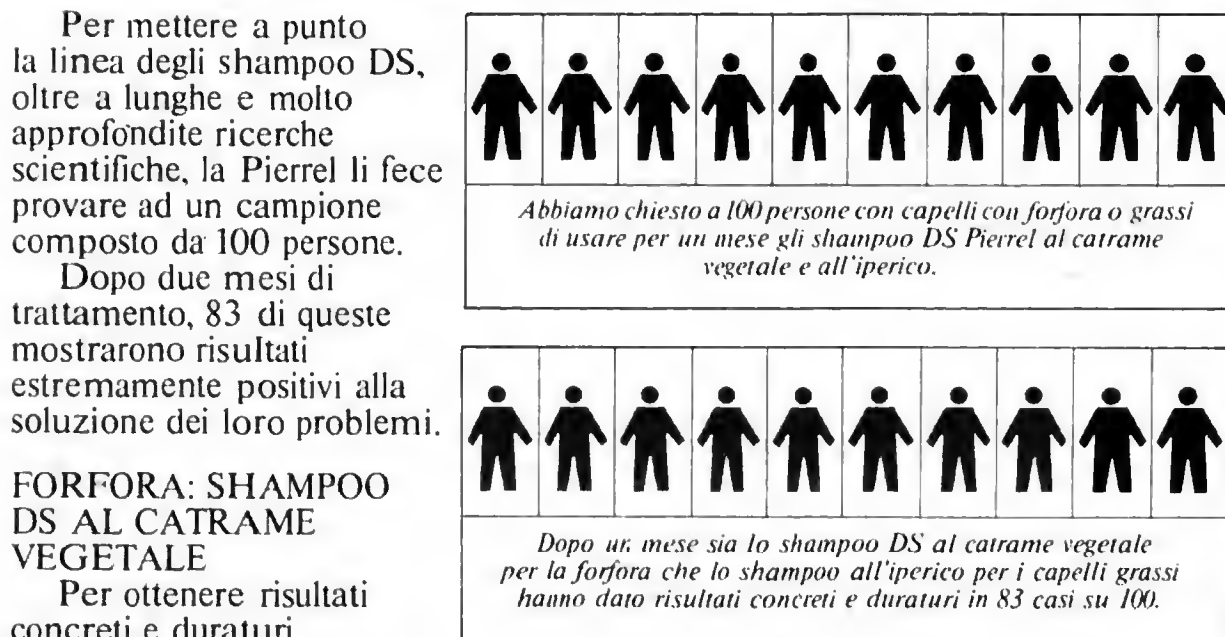 Per mettere a punto
la linea degli shampoo DS,
oltre a lunghe e molto
approfondite ricerche
scientifiche, la Pierrel li fece
provare ad un campione
composto da 100 persone.
Dopo due mesi di
trattamento, 83 di queste
mostrarono risultati
estremamente positivi alla
soluzione dei loro problemi.
FORFORA: SHAMPOO
DS AL CATRAME
VEGETALE
Per ottenere risultati
concreti e duraturi
Abbiamo chiesto a 100 persone con capelli con forfora o grassi
di usare per un mese gli shampoo DS Pierrel al catrame
vegetale e all'iperico.
Dopo un mese sia lo shampoo DS al catrame vegetale
per la forfora che lo shampoo all'iperico per i capelli grassi
hanno dato risultati concreti e duraturi in 83 casi su 100.